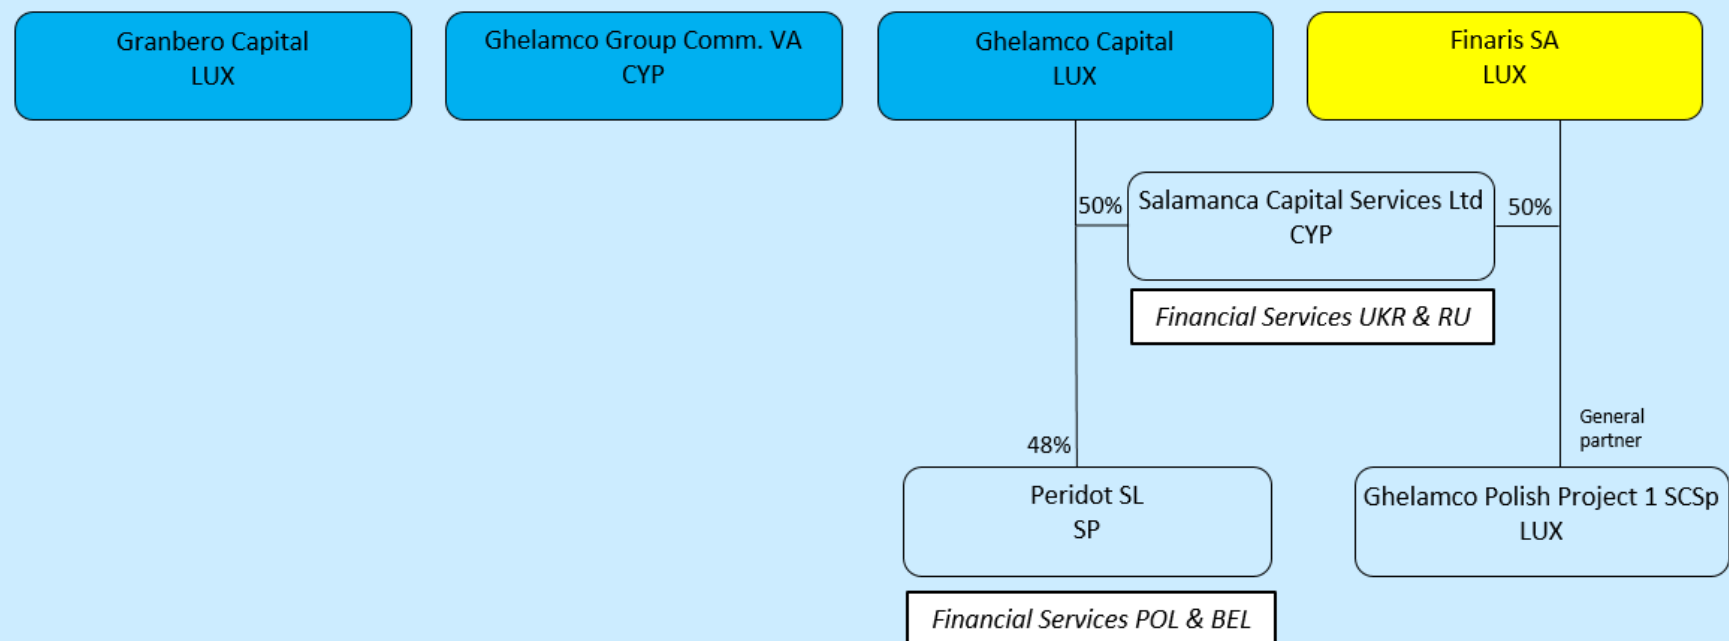 Granbero Capital
LUX
Ghelamco Group Comm. VA
CYP
Ghelamco Capital
LUX
Finaris SA
LUX
50%
Salamanca Capital Services Ltd
CYP
50%
Financial Services UKR & RU
48%
General
partner
Peridot SL
SP
Ghelamco Polish Project 1 SCSp
LUX
Financial Services POL & BEL